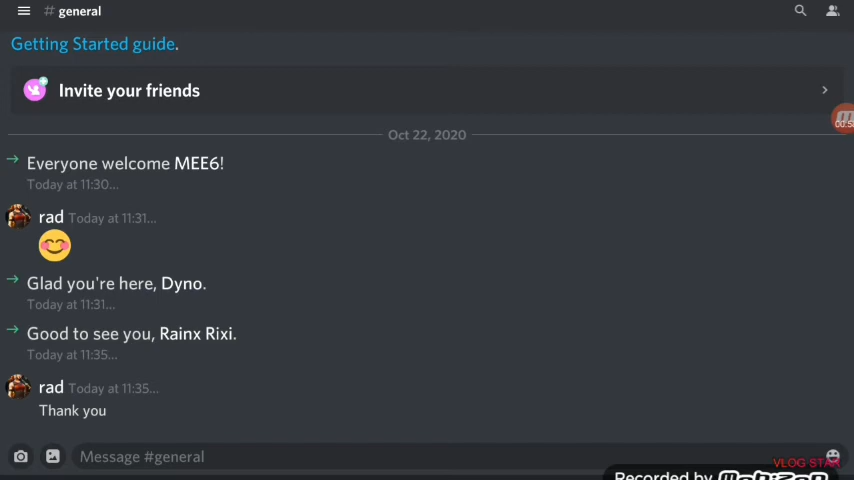 # general
Getting Started guide.
Invite your friends
00:58
Oct 22, 2020
Everyone welcome MEE6!
Today at 11:30...
rad Today at 11:31...
Glad you're here, Dyno.
Today at 11:31...
Good to see you, Rainx Rixi.
Today at 11:35...
rad Today at 11:35...
Thank you
Message #general
VLOG STAR
Recorded by